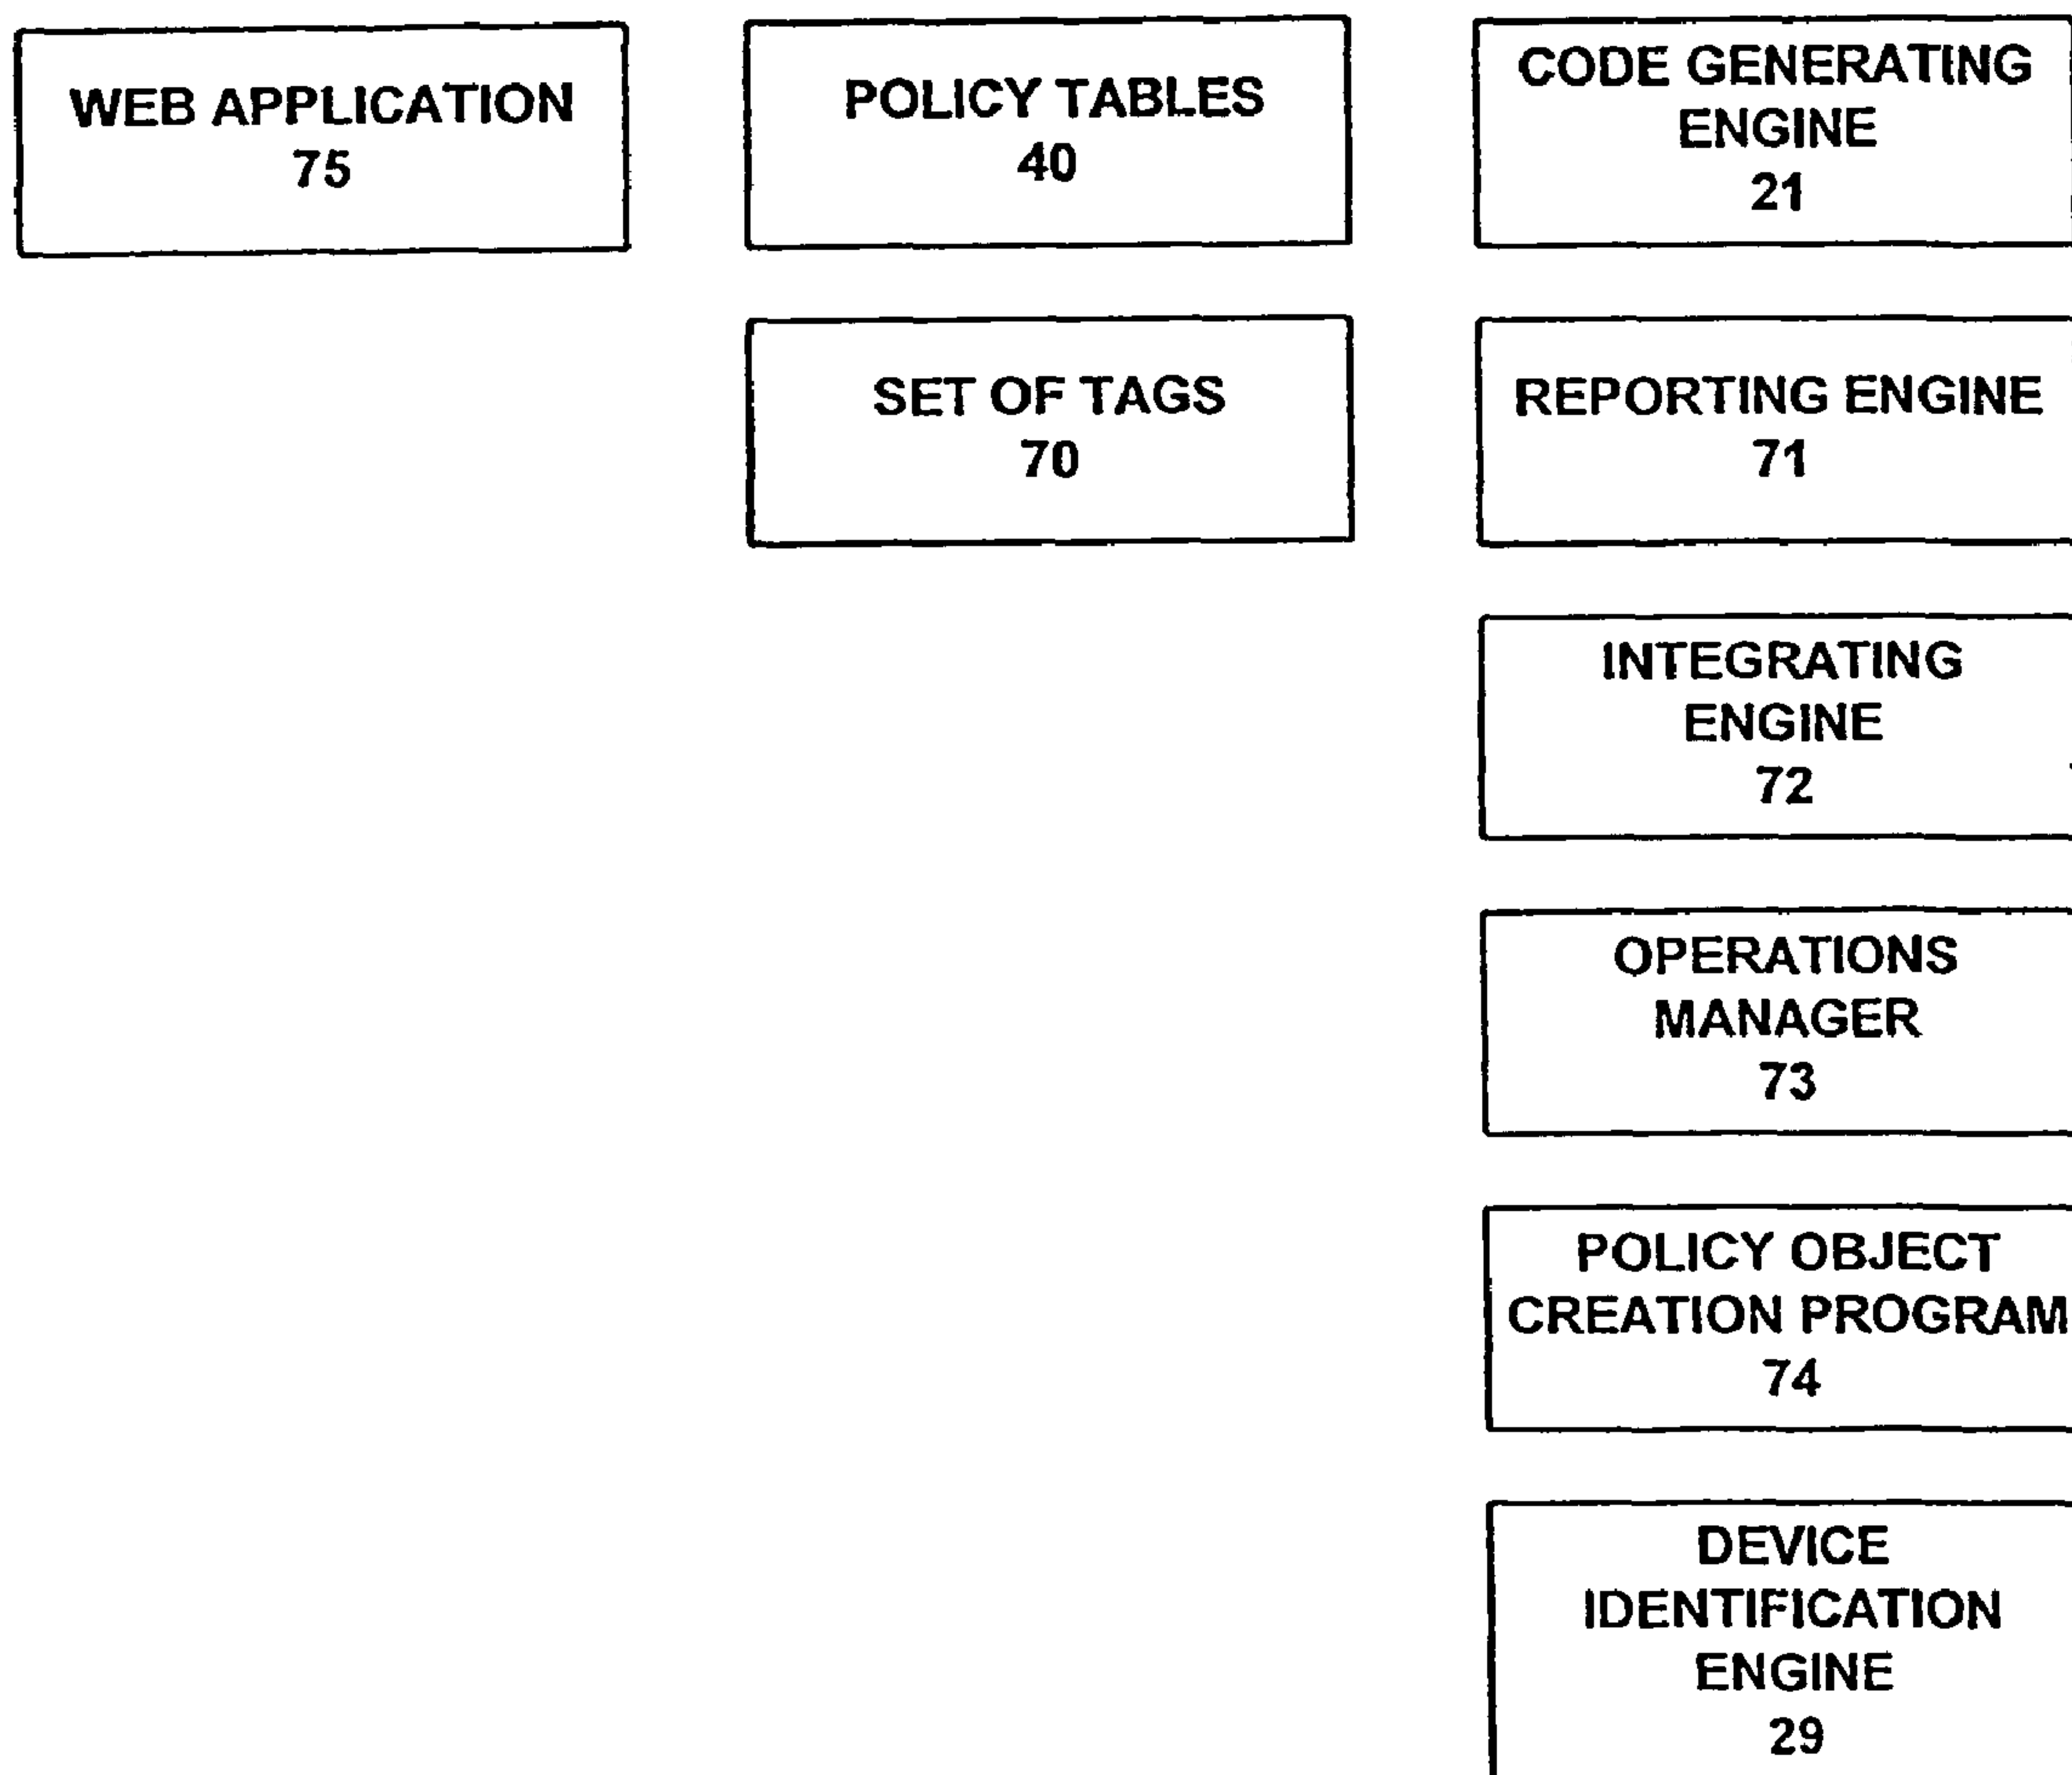 WEB APPLICATION
75
POLICY TABLES
40
CODE GENERATING
ENGINE
21
SET OF TAGS
70
REPORTING ENGINE
71
INTEGRATING
ENGINE
72
OPERATIONS
MANAGER
73
POLICY OBJECT
CREATION PROGRAM
74
DEVICE
IDENTIFICATION
ENGINE
29